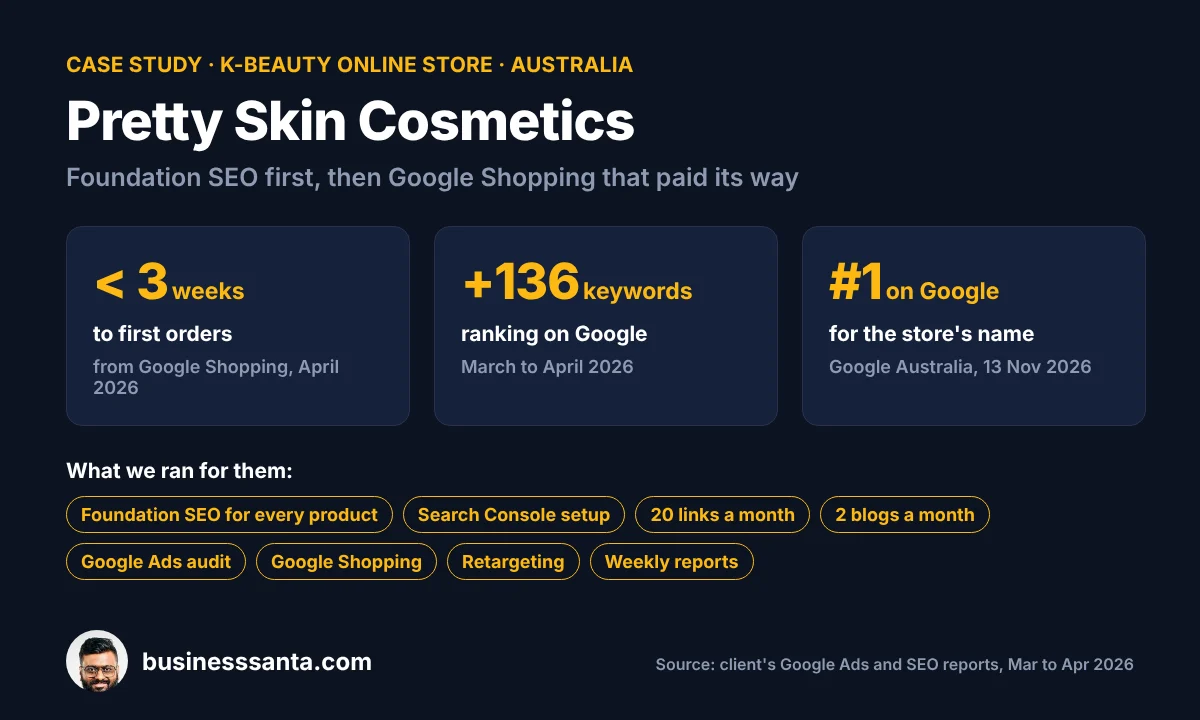 CASE STUDY · K-BEAUTY ONLINE STORE · AUSTRALIA
Pretty Skin Cosmetics
Foundation SEO first, then Google Shopping that paid its way
< 3 weeks
to first orders
from Google Shopping, April
2026
+136 keywords
ranking on Google
March to April 2026
#1 on Google
for the store's name
Google Australia, 13 Nov 2026
What we ran for them:
Foundation SEO for every product
Search Console setup
20 links a month
2 blogs a month
Google Ads audit
Google Shopping
Retargeting
Weekly reports
businesssanta.com
Source: client's Google Ads and SEO reports, Mar to Apr 2026